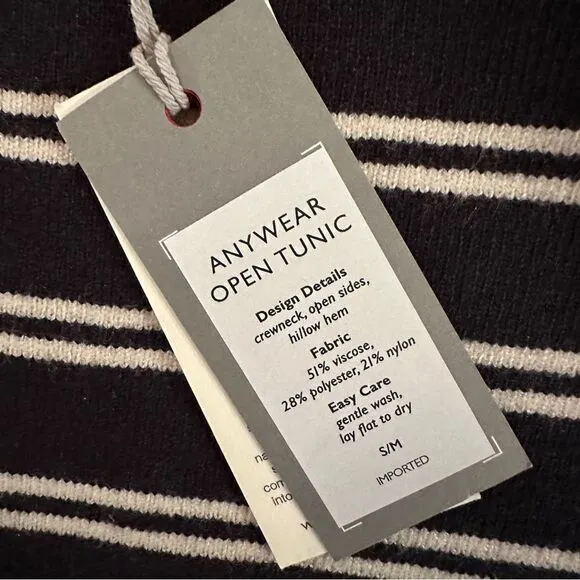 ANYWEAR
OPEN TUNIC
Design Details
crewneck, open sides,
hillow hem
Fabric
51% viscose,
28% polyester, 21% nylon
Easy Care
gentle wash,
lay flat to dry
S/M
IMPORTED